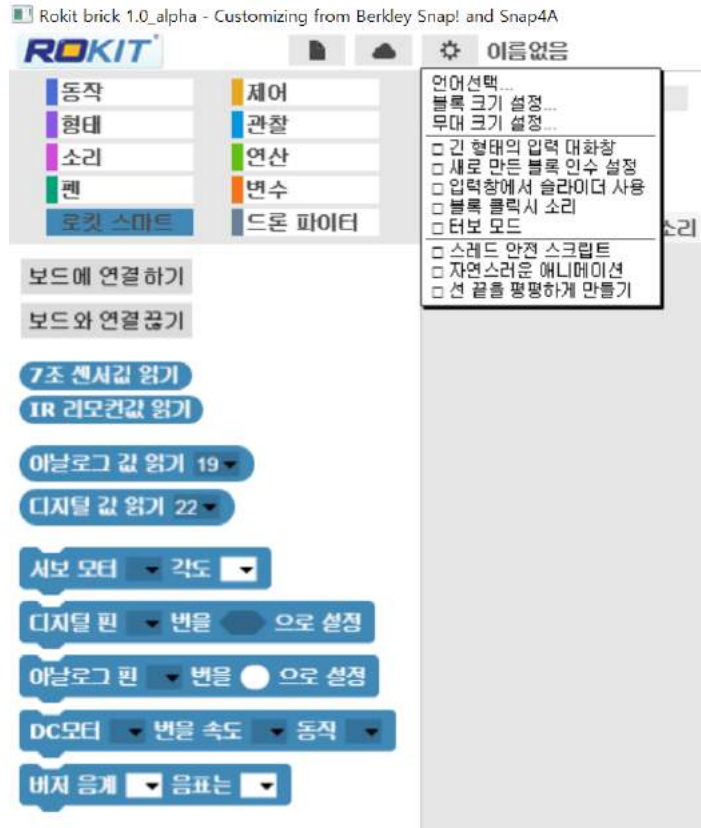 Rokit brick 1.0_alpha - Customizing from Berkley Snap! and Snap4A
ROKIT
이름없음
동작
제어
형태
관찰
소리
연산
펜
변수
로킷 스마트
드론 파이터
언어선택...
블록 크기 설정...
무대 크기 설정...
긴 형태의 입력 대화창
새로 만든 블록 인수 설정
입력창에서 슬라이더 사용
블록 클릭시 소리
터보 모드
스레드 안전 스크립트
자연스러운 애니메이션
선 끝을 평평하게 만들기
소리
보드에 연결하기
보드와 연결끊기
7조 센서값 읽기
IR 리모컨값 읽기
아날로그 값 읽기 19
디지털 값 읽기 22
서보 모터 각도
디지털 핀 번을 으로 설정
아날로그 핀 번을 으로 설정
DC모터 번을 속도 동작
버저 음계 음표는